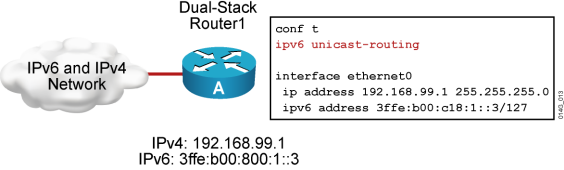 Dual-Stack
Router1
conf t
ipv6 unicast-routing
interface ethernet0
ip address 192.168.99.1 255.255.255.0
ipv6 address 3ffe:b00:c18:1::3/127
IPv6 and IPv4
Network
A
IPv4: 192.168.99.1
IPv6: 3ffe:b00:800:1::3
014G_013